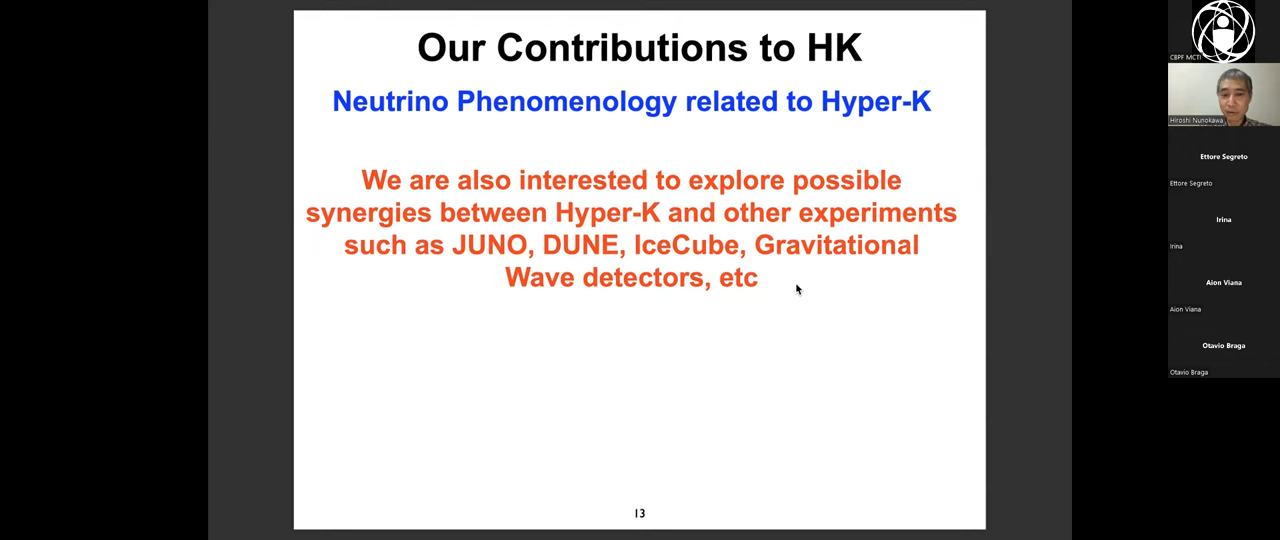 Our Contributions to HK
Neutrino Phenomenology related to Hyper-K
We are also interested to explore possible
synergies between Hyper-K and other experiments
such as JUNO, DUNE, IceCube, Gravitational
Wave detectors, etc
13
CBPF MCTI
Hiroshi Nunokawa
Ettore Segreto
Ettore Segreto
Irina
Irina
Aion Viana
Aion Viana
Otavio Braga
Otavio Braga